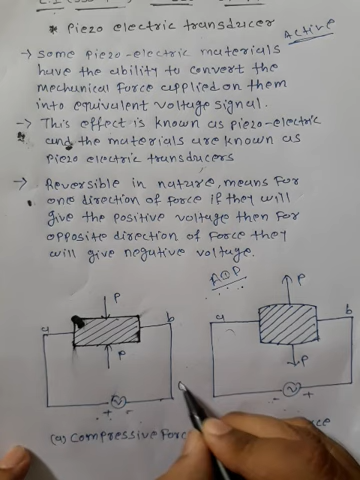 * Piezo electric transducer
Active
→ Some Piezo-electric materials
have the ability to convert the
mechanical Force applied on them
into equivalent voltage signal.
→ This effect is known as Piezo-electric
and the materials are known as
Piezo electric transducers
→ Reversible in nature, means For
one direction of Force if they will
give the positive voltage then For
opposite direction of Force they
will give negative voltage.
P P
a b a b
P P
+ - - +
(a) Compressive Force